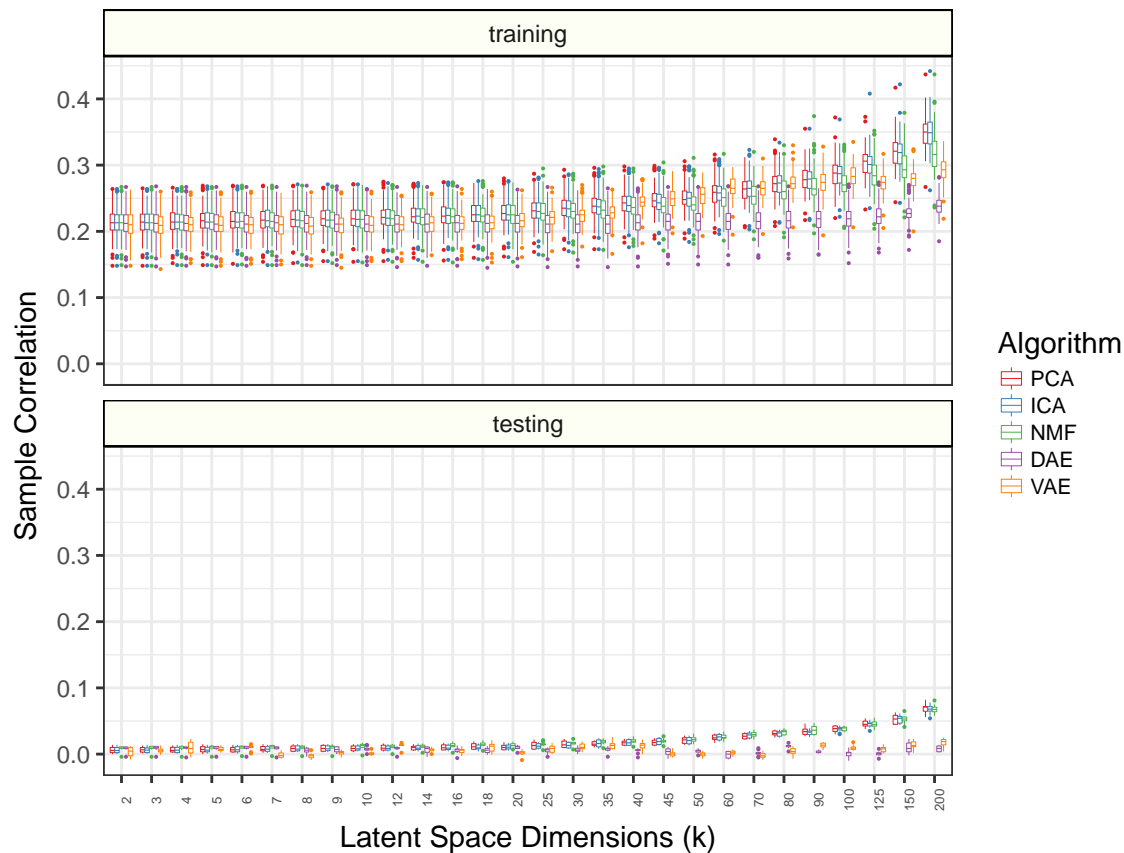 training
0.4
0.3
0.2
0.1
0.0
testing
0.4
0.3
0.2
0.1
0.0
Sample Correlation
2 3 4 5 6 7 8 9 10 12 14 16 18 20 25 30 35 40 45 50 60 70 80 90 100 125 150 200
Latent Space Dimensions (k)
Algorithm
PCA
ICA
NMF
DAE
VAE